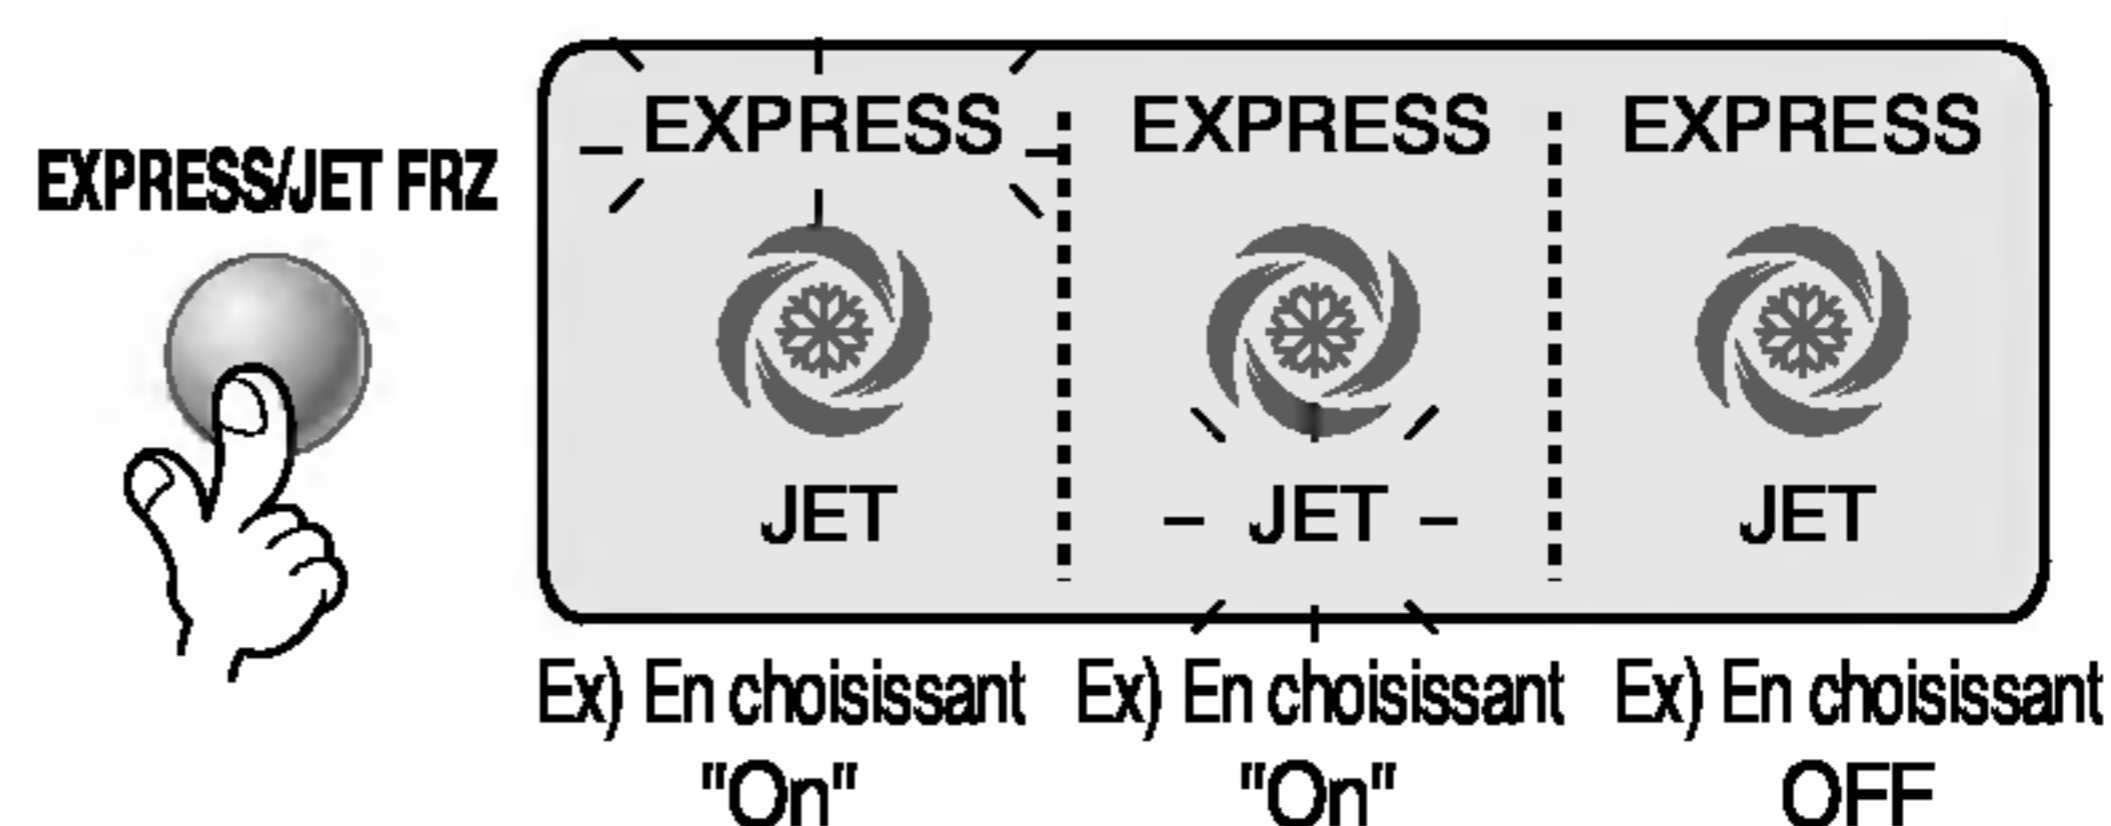 EXPRESS/JET FRZ
EXPRESS EXPRESS EXPRESS
JET JET JET
Ex) En choisissant Ex) En choisissant Ex) En choisissant
"On" "On" OFF